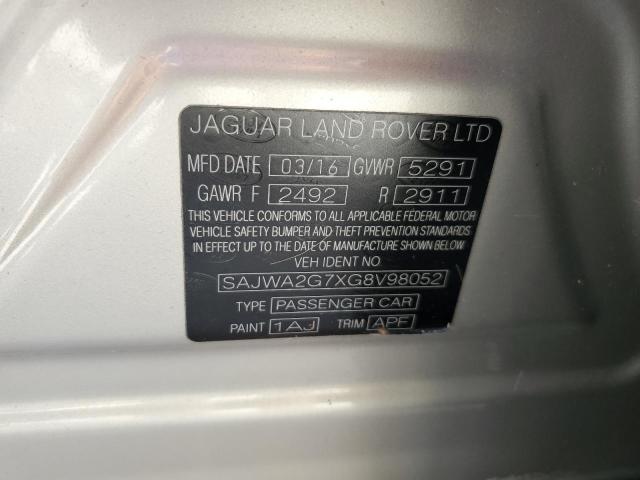 JAGUAR LAND ROVER LTD
MFD DATE 03/16 GVWR 5291
GAWR F 2492 R 2911
THIS VEHICLE CONFORMS TO ALL APPLICABLE FEDERAL MOTOR
VEHICLE SAFETY BUMPER AND THEFT PREVENTION STANDARDS
IN EFFECT UP TO THE DATE OF MANUFACTURE SHOWN BELOW
VEH IDENT NO
SAJWA2G7XG8V98052
TYPE PASSENGER CAR
PAINT 1AJ TRIM APF